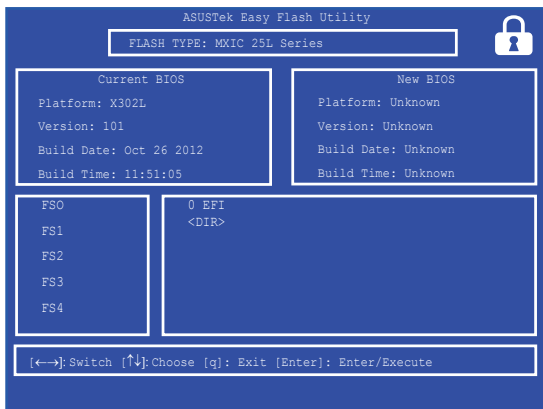 ASUSTek Easy Flash Utility
FLASH TYPE: MXIC 25L Series
Current BIOS
Platform: X302L
Version: 101
Build Date: Oct 26 2012
Build Time: 11:51:05
New BIOS
Platform: Unknown
Version: Unknown
Build Date: Unknown
Build Time: Unknown
FSO
FS1
FS2
FS3
FS4
0 EFI
<DIR>
[←→]: Switch [↑↓]: Choose [q]: Exit [Enter]: Enter/Execute